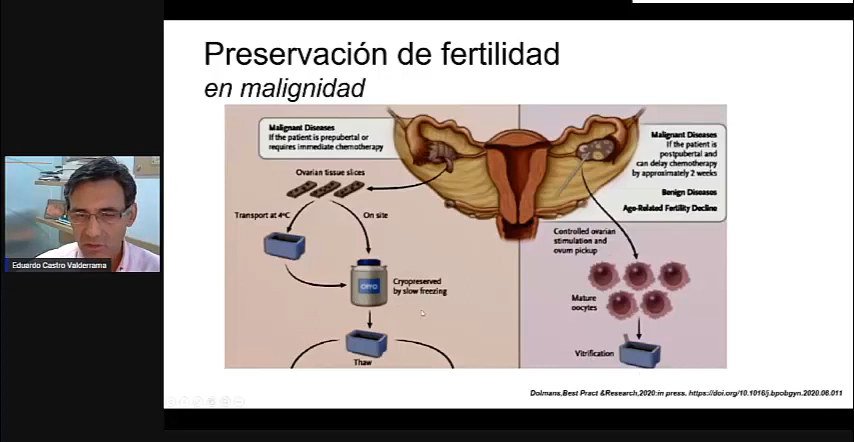 Preservación de fertilidad
en malignidad
Malignant Diseases
If the patient is prepubertal or
requires immediate chemotherapy
Ovarian tissue slices
Transport at 4°C
On site
CRYO
Cryopreserved
by slow freezing
Thaw
Malignant Diseases
If the patient is
postpubertal and
can delay chemotherapy
by approximately 2 weeks
Benign Diseases
Age-Related Fertility Decline
Controlled ovarian
stimulation and
ovum pickup
Mature
oocytes
Vitrification
Dolmans,Best Pract &Research,2020:in press. https://doi.org/10.1016/j.bpobgyn.2020.06.011
Eduardo Castro Valderrama